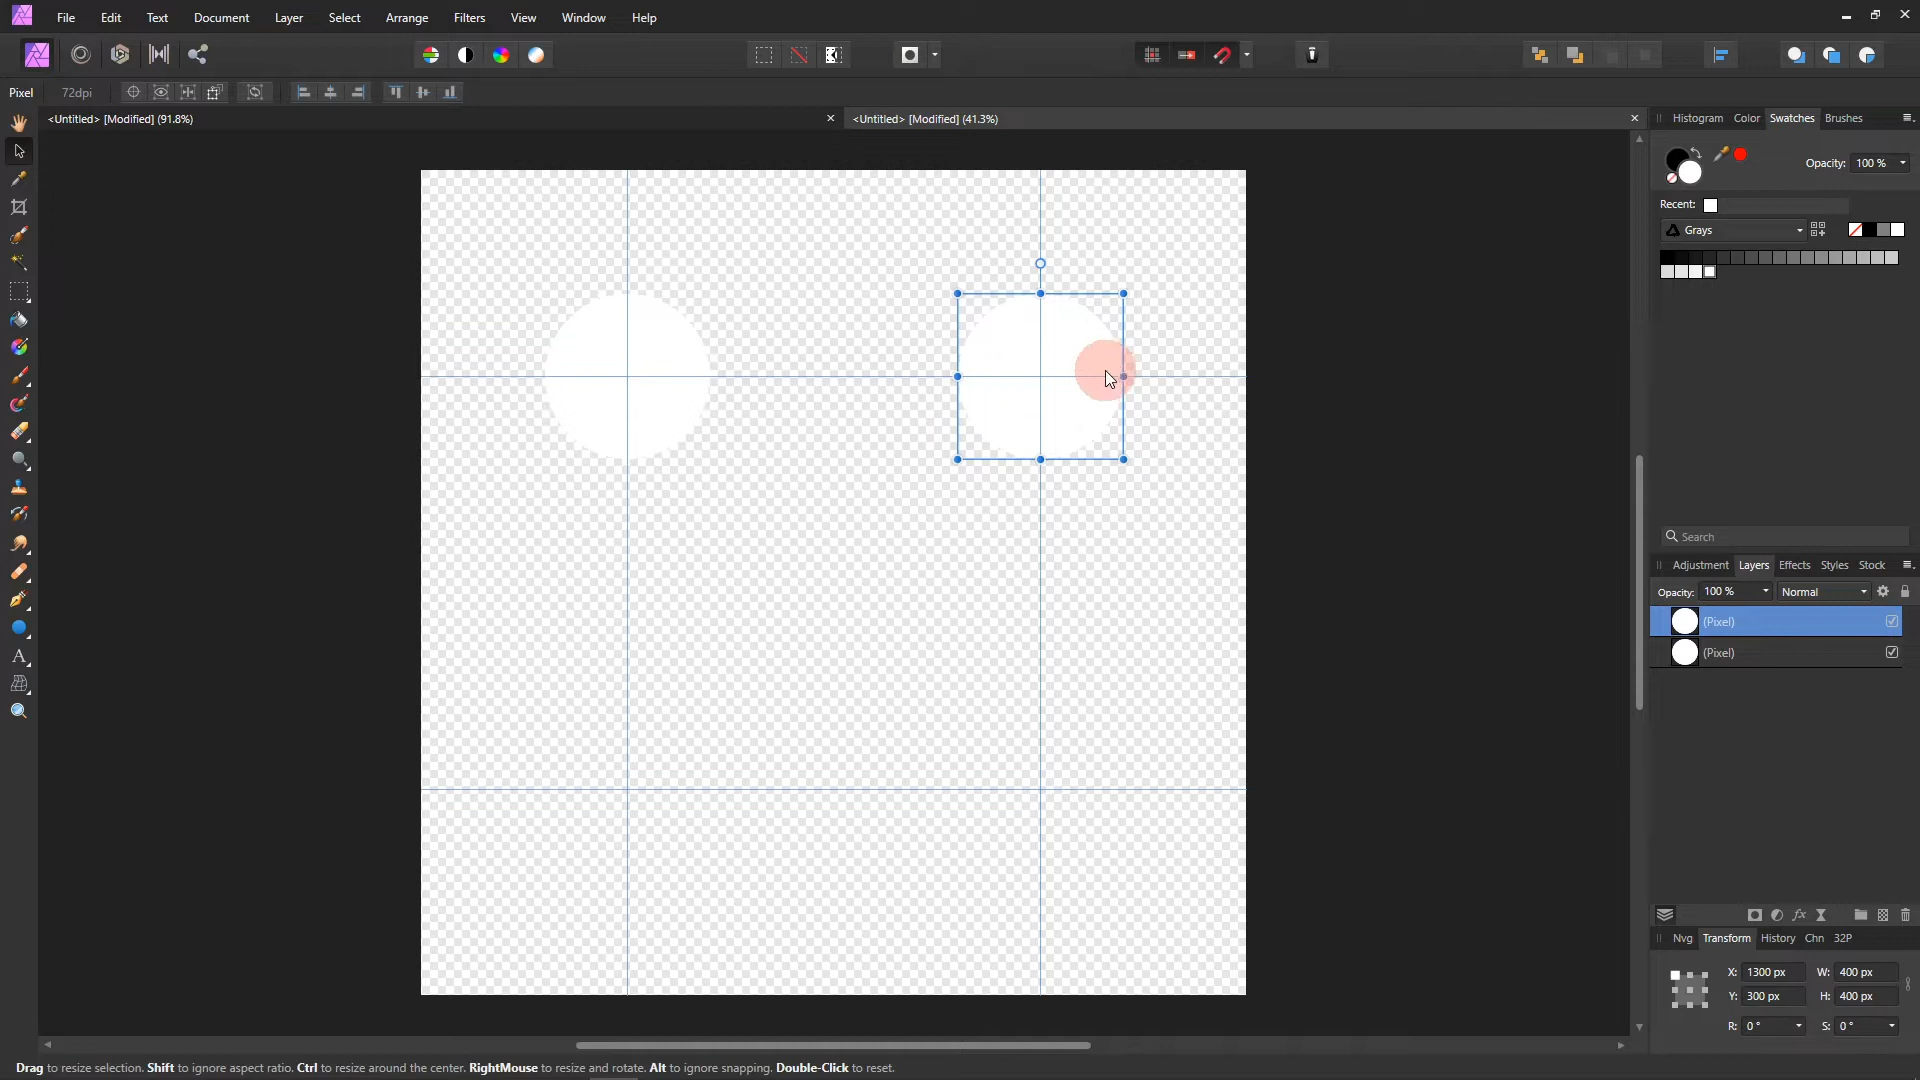 File Edit Text Document Layer Select Arrange Filters View Window Help
Pixel 72dpi
<Untitled> [Modified] (91.8%)
<Untitled> [Modified] (41.3%)
Histogram Color Swatches Brushes
Opacity: 100 %
Recent:
Grays
Search
Adjustment Layers Effects Styles Stock
Opacity: 100 % Normal
(Pixel)
(Pixel)
Nvg Transform History Chn 32P
X: 1300 px W: 400 px
Y: 300 px H: 400 px
R: 0 ° S: 0 °
Drag to resize selection. Shift to ignore aspect ratio. Ctrl to resize around the center. RightMouse to resize and rotate. Alt to ignore snapping. Double-Click to reset.